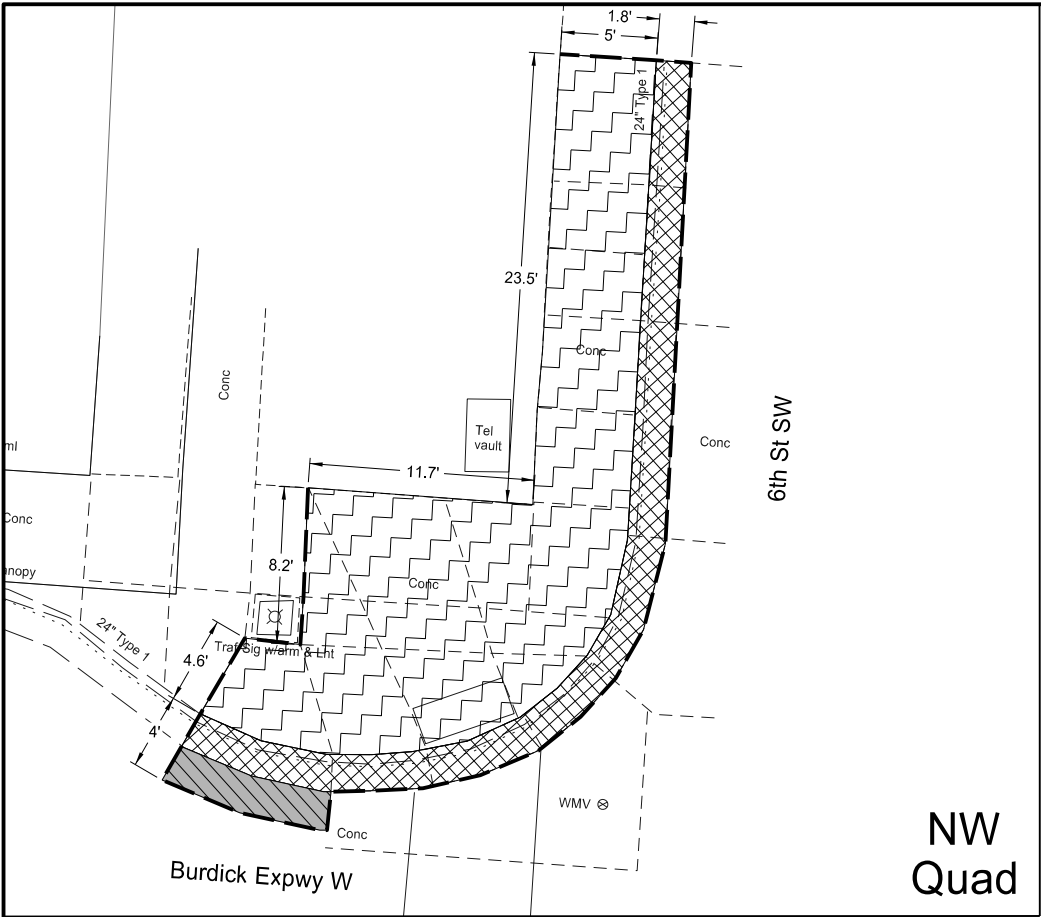 1.8'
5'
24" Type 1
23.5'
Conc
Conc
Tel
vault
Conc
6th St SW
ml
11.7'
Conc
8.2'
Conc
nopy
24" Type 1
Traf Sig w/arm & Lht
4.6'
4'
WMV
Conc
Burdick Expwy W
NW
Quad